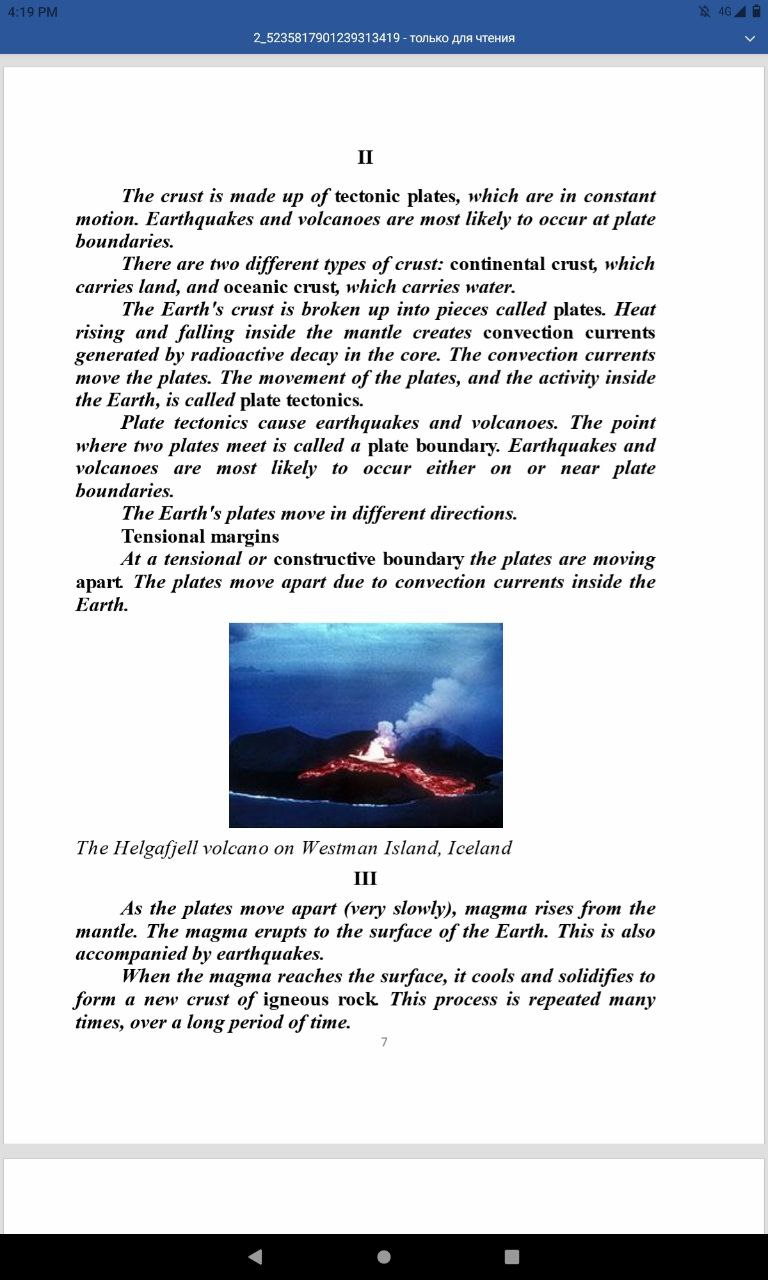 4:19 PM
4G
2_5235817901239313419 - только для чтения
II
The crust is made up of tectonic plates, which are in constant
motion. Earthquakes and volcanoes are most likely to occur at plate
boundaries.
There are two different types of crust: continental crust, which
carries land, and oceanic crust, which carries water.
The Earth's crust is broken up into pieces called plates. Heat
rising and falling inside the mantle creates convection currents
generated by radioactive decay in the core. The convection currents
move the plates. The movement of the plates, and the activity inside
the Earth, is called plate tectonics.
Plate tectonics cause earthquakes and volcanoes. The point
where two plates meet is called a plate boundary. Earthquakes and
volcanoes are most likely to occur either on or near plate
boundaries.
The Earth's plates move in different directions.
Tensional margins
At a tensional or constructive boundary the plates are moving
apart. The plates move apart due to convection currents inside the
Earth.
The Helgafjell volcano on Westman Island, Iceland
III
As the plates move apart (very slowly), magma rises from the
mantle. The magma erupts to the surface of the Earth. This is also
accompanied by earthquakes.
When the magma reaches the surface, it cools and solidifies to
form a new crust of igneous rock. This process is repeated many
times, over a long period of time.
7